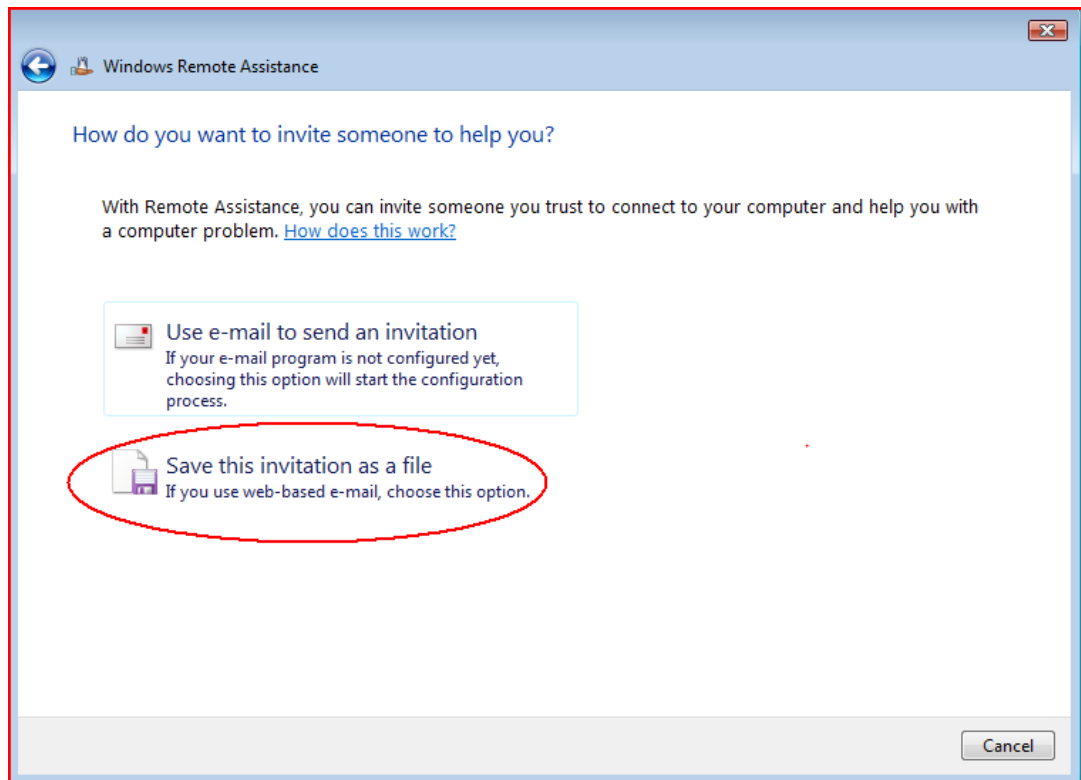 Windows Remote Assistance
How do you want to invite someone to help you?
With Remote Assistance, you can invite someone you trust to connect to your computer and help you with
a computer problem. How does this work?
Use e-mail to send an invitation
If your e-mail program is not configured yet,
choosing this option will start the configuration
process.
Save this invitation as a file
If you use web-based e-mail, choose this option.
Cancel